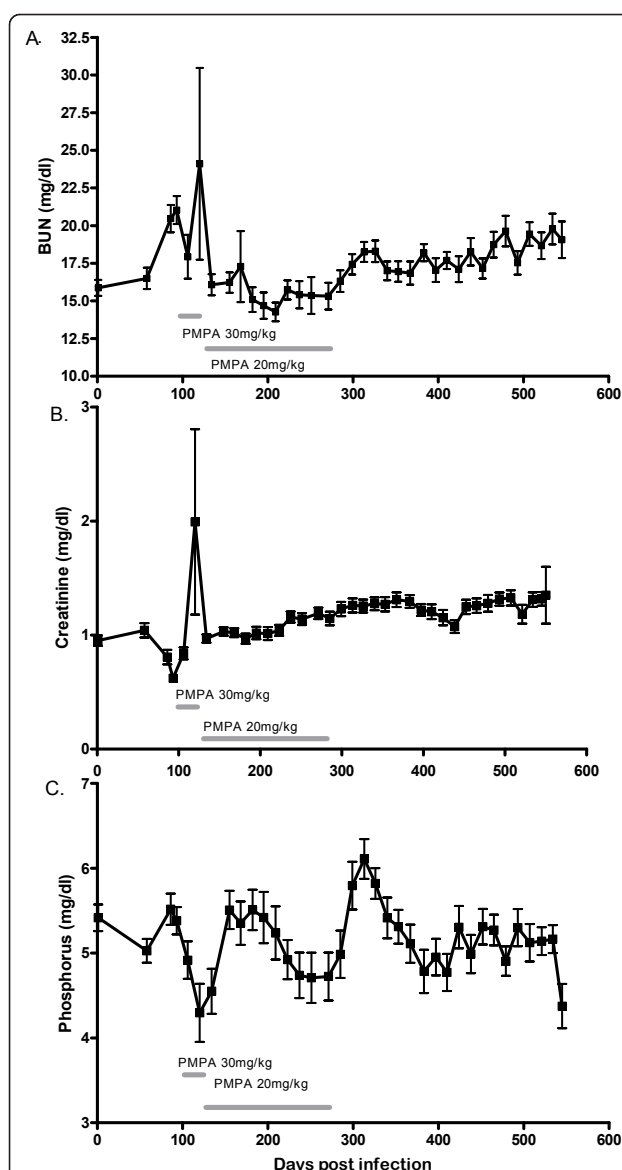 A.
32.5
30.0
27.5
25.0
22.5
20.0
17.5
15.0
12.5
10.0
BUN (mg/dl)
PMPA 30mg/kg
PMPA 20mg/kg
0 100 200 300 400 500 600
B.
3
2
1
0
Creatinine (mg/dl)
PMPA 30mg/kg
PMPA 20mg/kg
0 100 200 300 400 500 600
C.
7
6
5
4
3
Phosphorus (mg/dl)
PMPA 30mg/kg
PMPA 20mg/kg
0 100 200 300 400 500 600
Days post infection